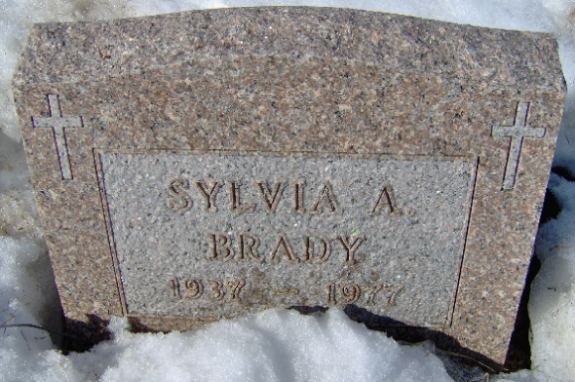 SYLVIA A.
BRADY
1937 — 1977